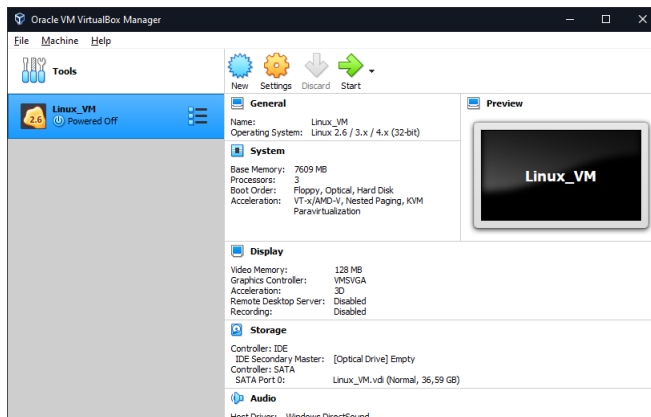 Oracle VM VirtualBox Manager
File Machine Help
Tools
New Settings Discard Start
2.6
Linux_VM
Powered Off
General
Name: Linux_VM
Operating System: Linux 2.6 / 3.x / 4.x (32-bit)
Preview
Linux_VM
System
Base Memory: 7609 MB
Processors: 3
Boot Order: Floppy, Optical, Hard Disk
Acceleration: VT-x/AMD-V, Nested Paging, KVM
Paravirtualization
Display
Video Memory: 128 MB
Graphics Controller: VMSVGA
Acceleration: 3D
Remote Desktop Server: Disabled
Recording: Disabled
Storage
Controller: IDE
IDE Secondary Master: [Optical Drive] Empty
Controller: SATA
SATA Port 0: Linux_VM.vdi (Normal, 36,59 GB)
Audio
Host Driver: Windows DirectSound